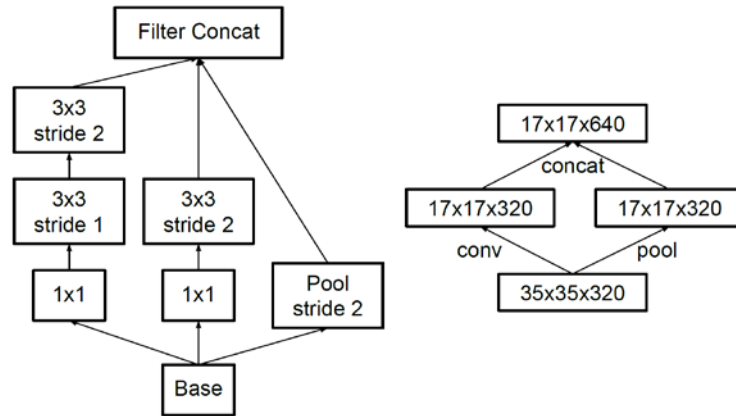 Filter Concat
3x3
stride 2
3x3
stride 1
3x3
stride 2
1x1
1x1
Pool
stride 2
Base
17x17x640
concat
17x17x320
17x17x320
conv
pool
35x35x320